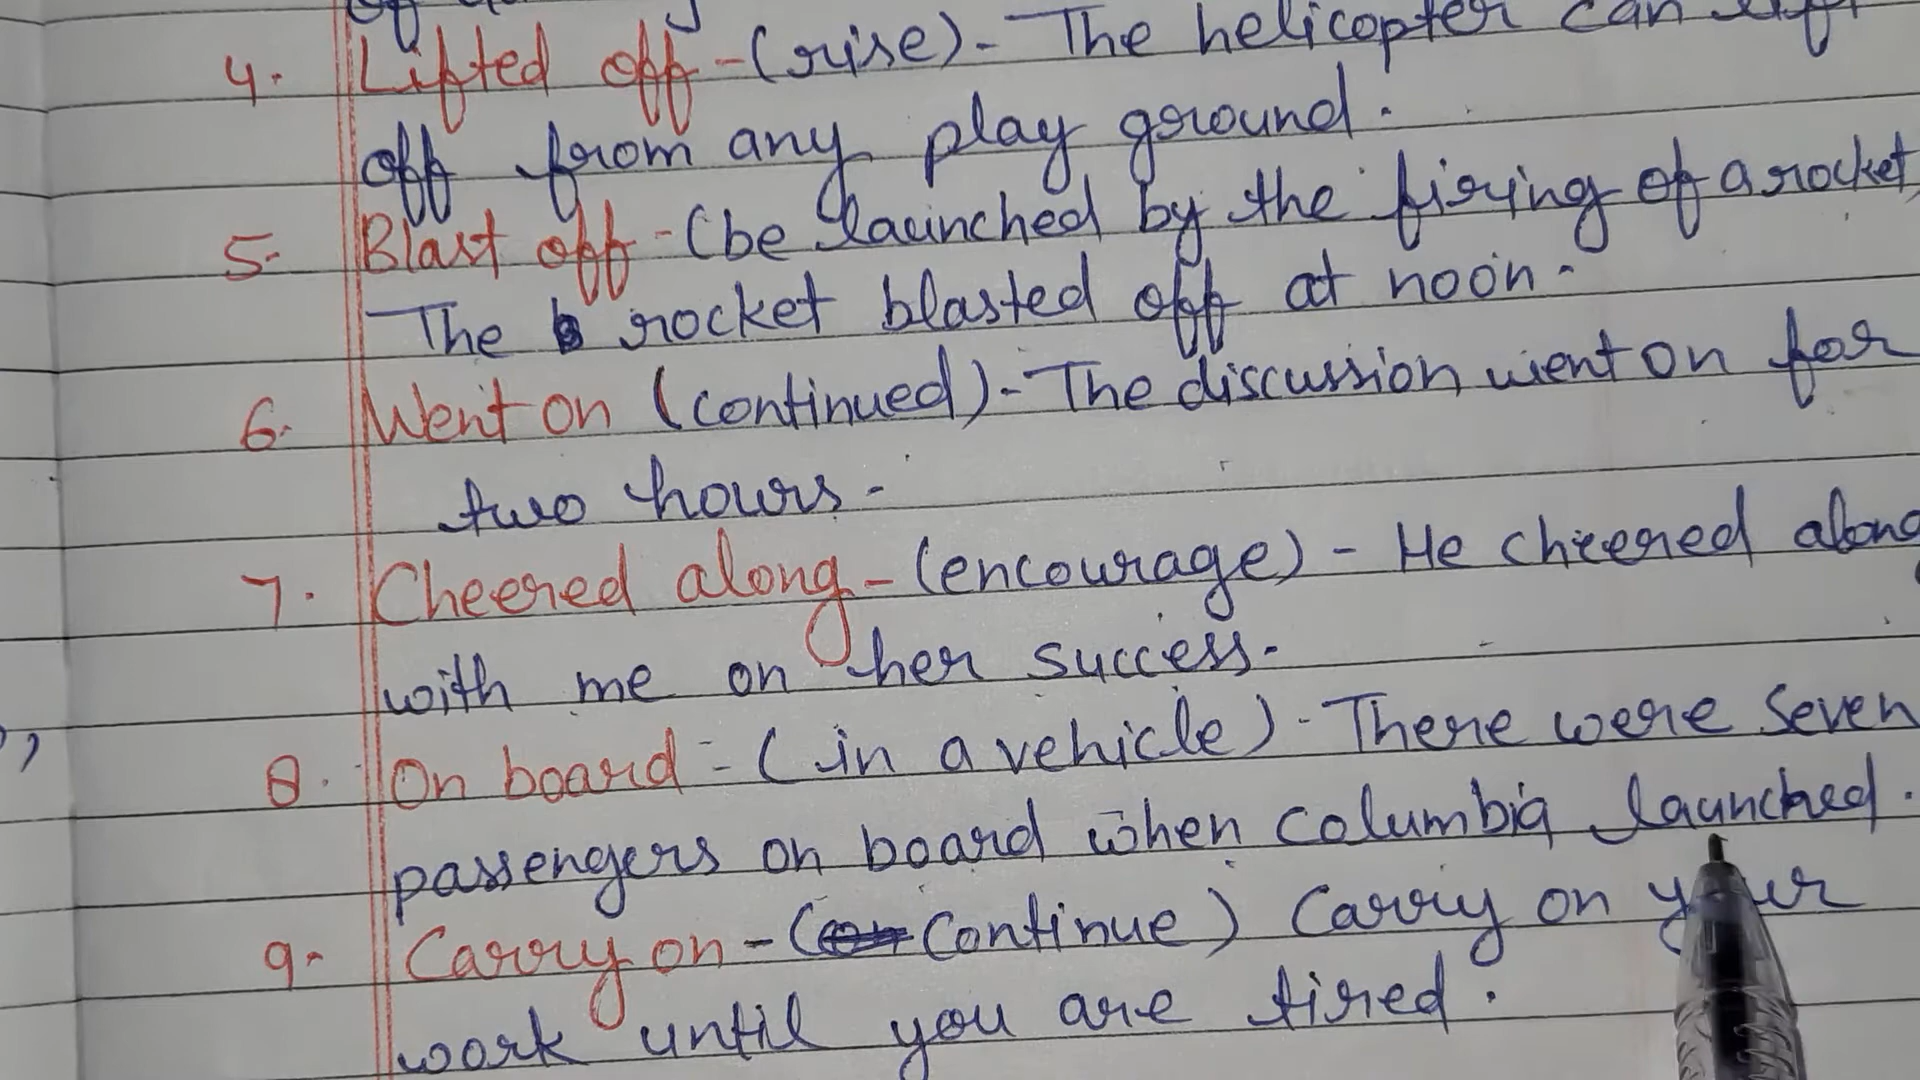 4. Lifted off - (rise) - The helicopter can lift
off from any play ground.
5. Blast off - (be launched by the firing of a rocket
The rocket blasted off at noon.
6. Went on (continued) - The discussion went on for
two hours.
7. Cheered along - (encourage) - He cheered along
with me on her success.
8. On board - (in a vehicle) - There were seven
passengers on board when Columbia launched.
9. Carry on - (Continue) Carry on your
work until you are tired.